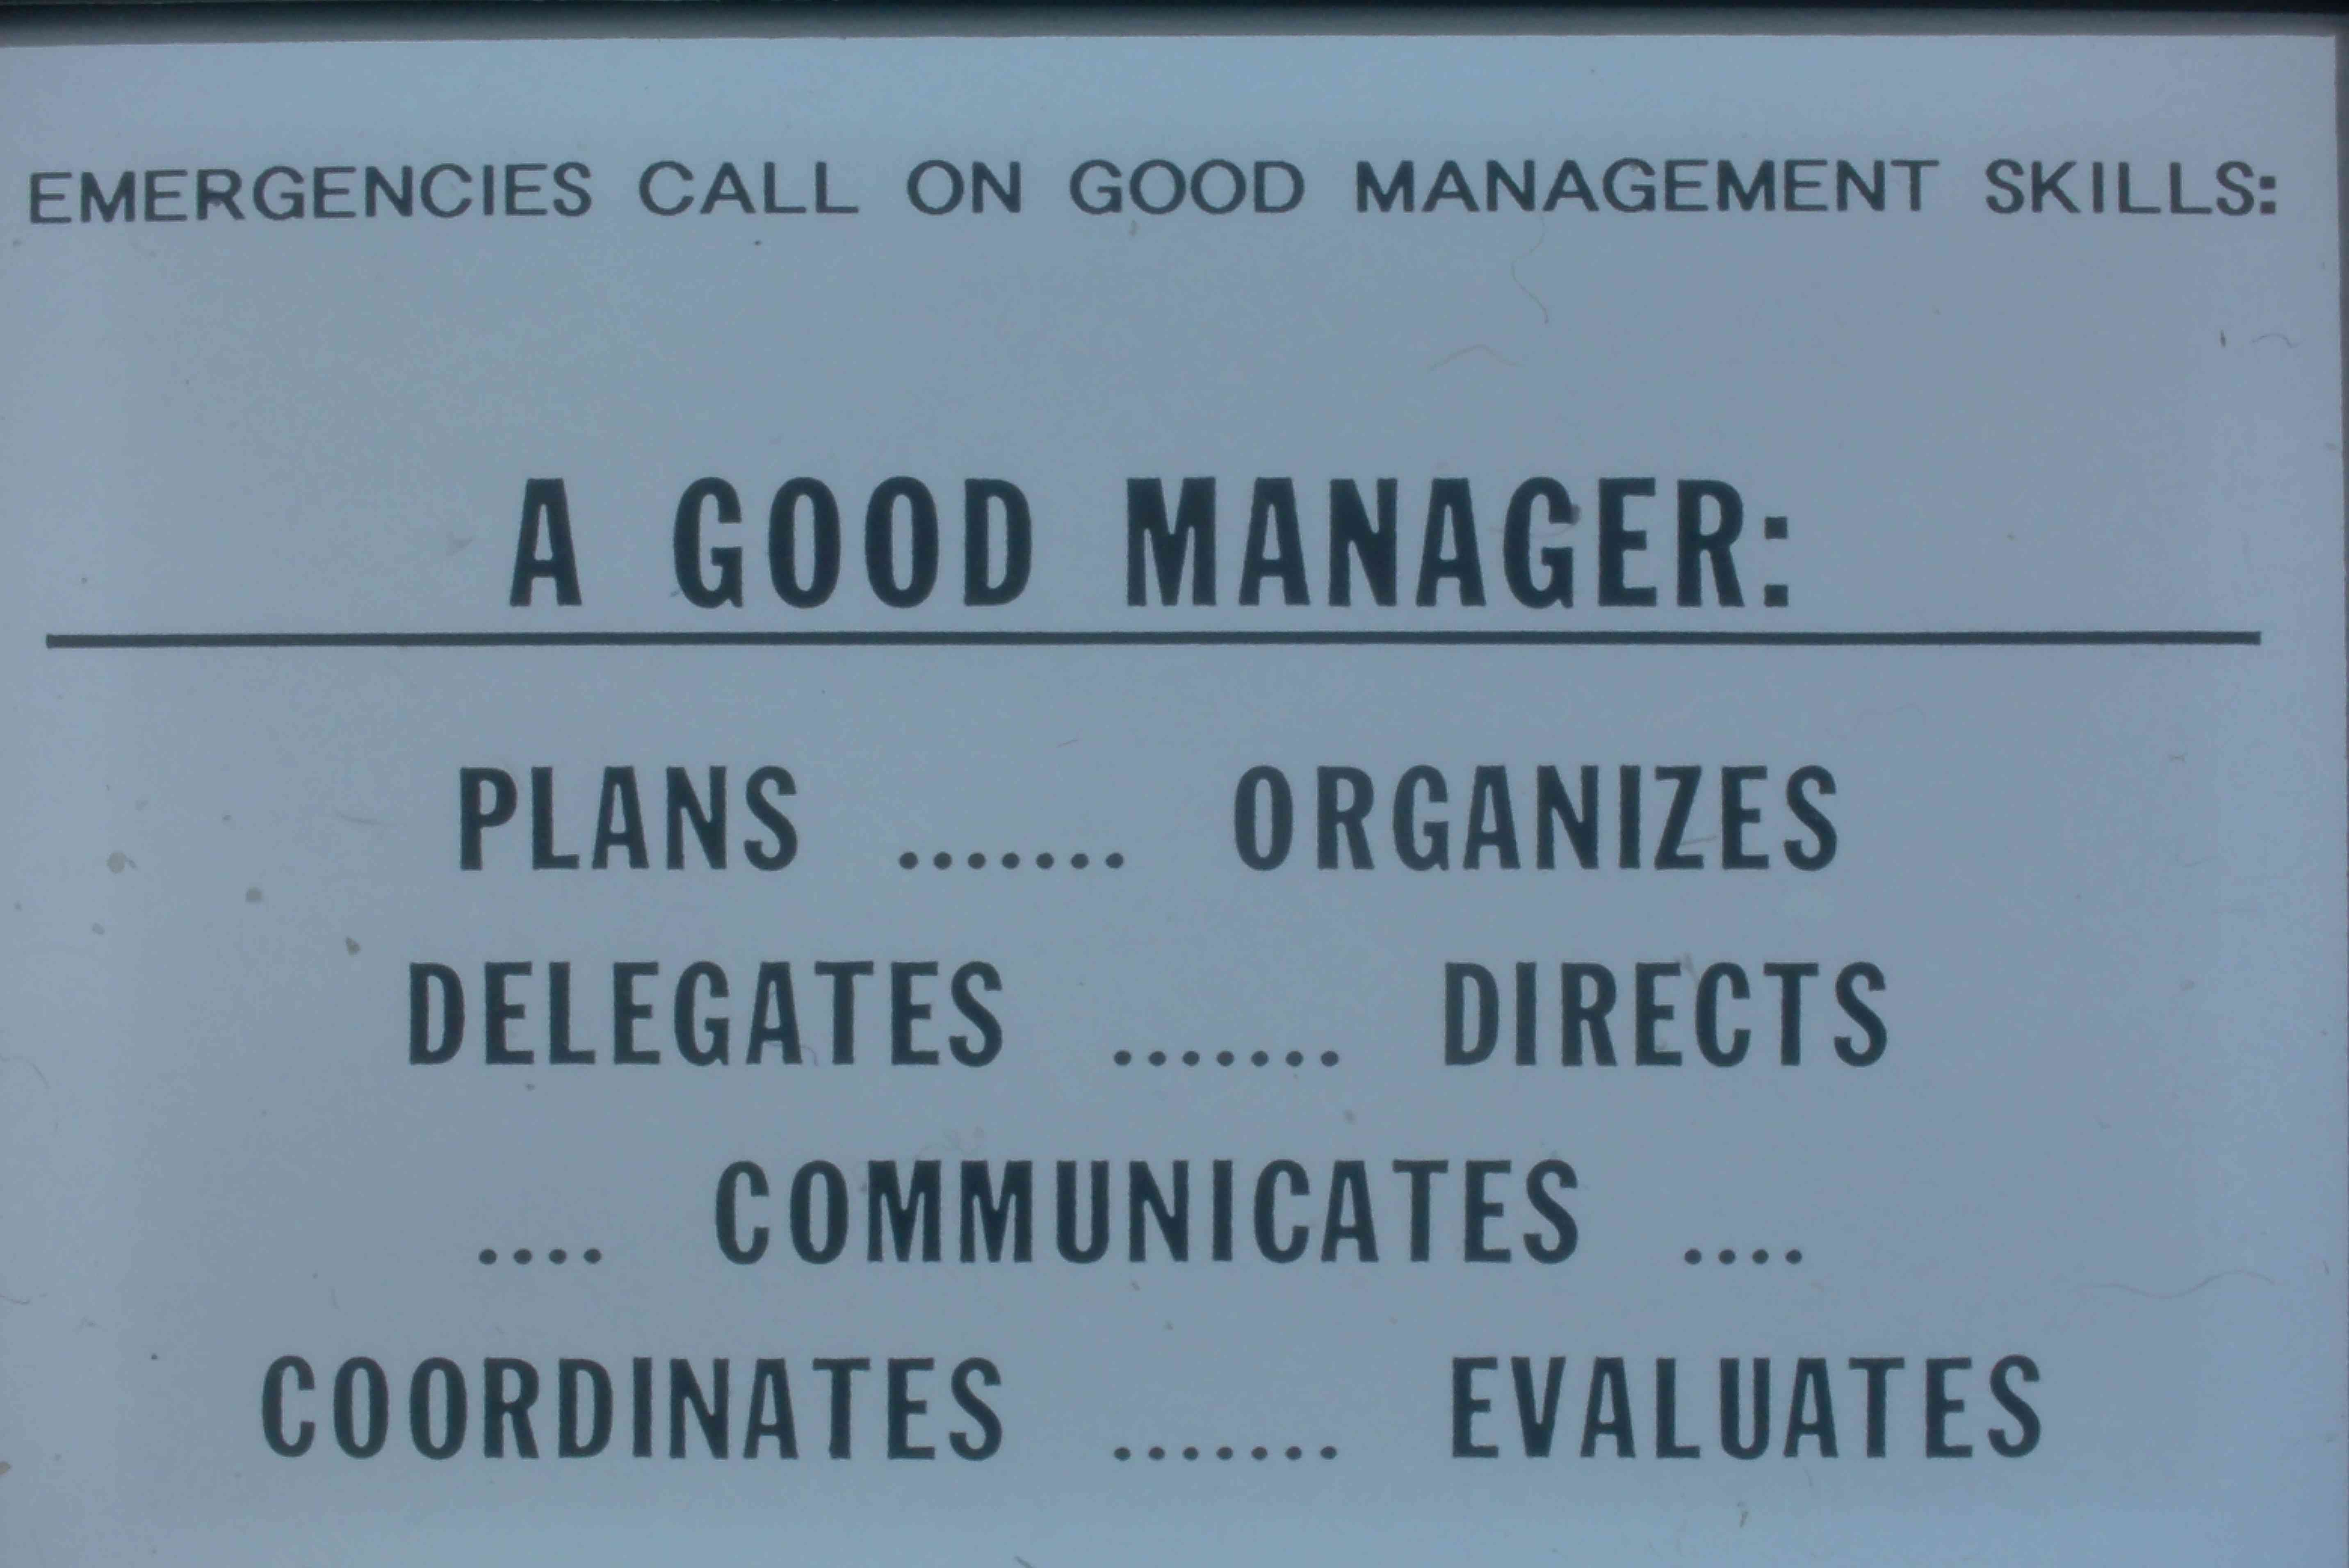 EMERGENCIES CALL ON GOOD MANAGEMENT SKILLS:
A GOOD MANAGER:
PLANS ....... ORGANIZES
DELEGATES ....... DIRECTS
.... COMMUNICATES ....
COORDINATES ....... EVALUATES